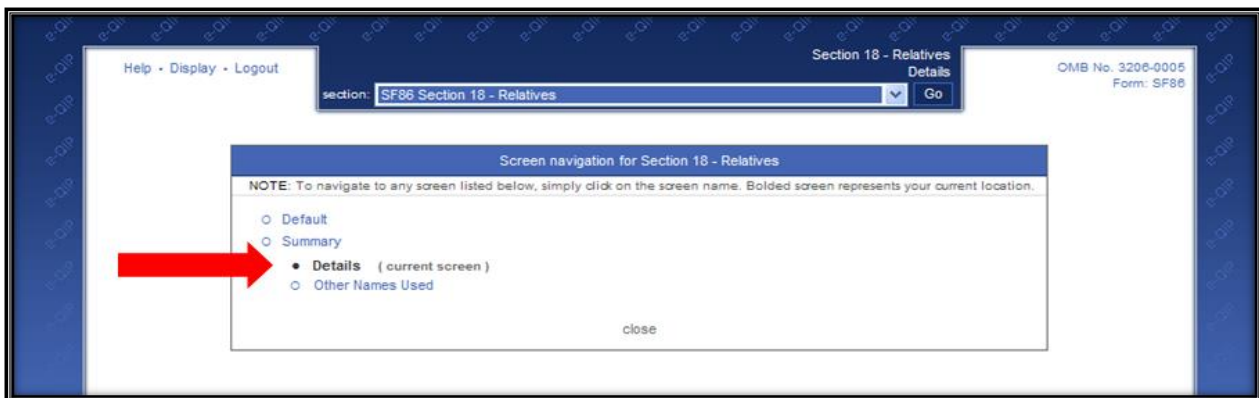 Help - Display - Logout
Section 18 - Relatives
Details
section: SF86 Section 18 - Relatives Go
OMB No. 3206-0005
Form: SF86
Screen navigation for Section 18 - Relatives
NOTE: To navigate to any screen listed below, simply click on the screen name. Bolded screen represents your current location.
Default
Summary
Details ( current screen )
Other Names Used
close
e-QIP